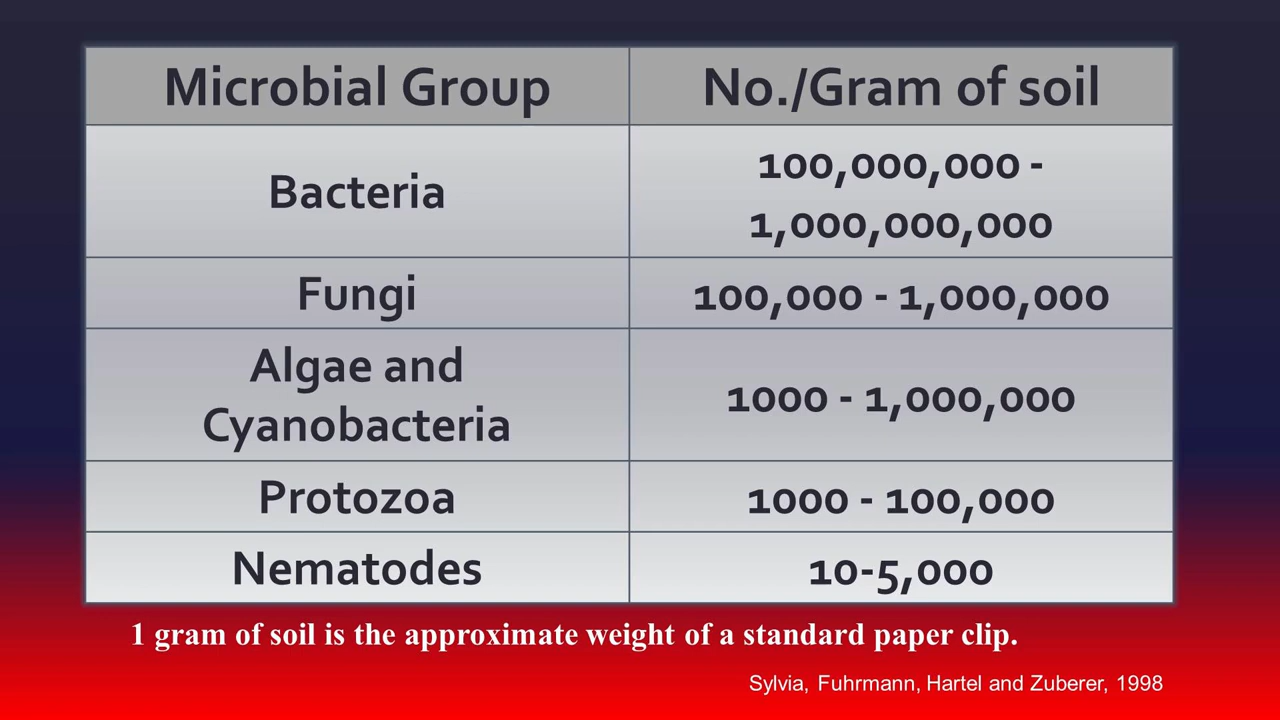 Microbial Group
No./Gram of soil
Bacteria
100,000,000 -
1,000,000,000
Fungi
100,000 - 1,000,000
Algae and
Cyanobacteria
1000 - 1,000,000
Protozoa
1000 - 100,000
Nematodes
10-5,000
1 gram of soil is the approximate weight of a standard paper clip.
Sylvia, Fuhrmann, Hartel and Zuberer, 1998